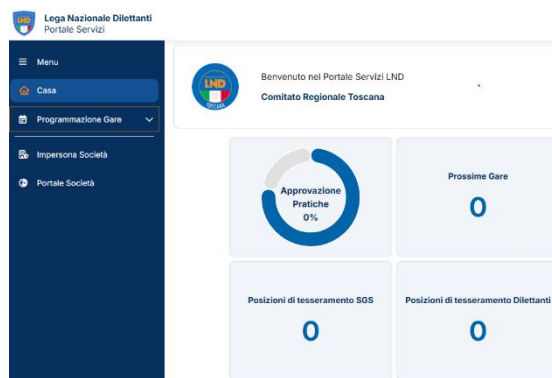 LND
Lega Nazionale Dilettanti
Portale Servizi
Menu
Casa
Programmazione Gare
Impersona Società
Portale Società
LND
TOSCANA
Benvenuto nel Portale Servizi LND
Comitato Regionale Toscana
Approvazione
Pratiche
0%
Prossime Gare
0
Posizioni di tesseramento SGS
0
Posizioni di tesseramento Dilettanti
0